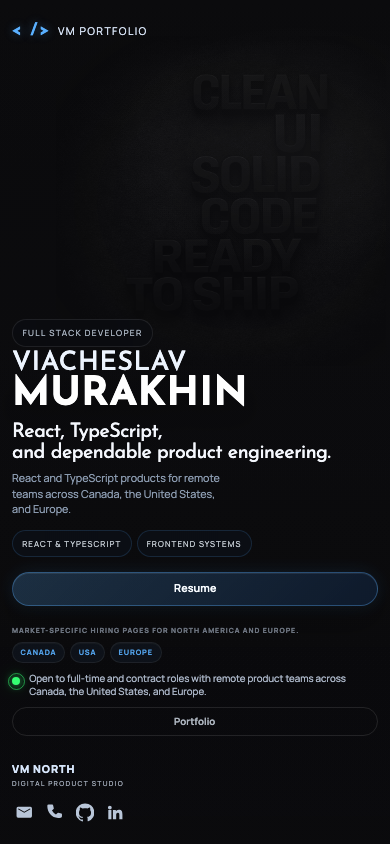 </> VM PORTFOLIO
CLEAN
UI
SOLID
CODE
READY
TO SHIP
FULL STACK DEVELOPER
VIACHESLAV
MURAKHIN
React, TypeScript,
and dependable product engineering.
React and TypeScript products for remote
teams across Canada, the United States,
and Europe.
REACT & TYPESCRIPT FRONTEND SYSTEMS
Resume
MARKET-SPECIFIC HIRING PAGES FOR NORTH AMERICA AND EUROPE.
CANADA USA EUROPE
Open to full-time and contract roles with remote product teams across
Canada, the United States, and Europe.
Portfolio
VM NORTH
DIGITAL PRODUCT STUDIO
in